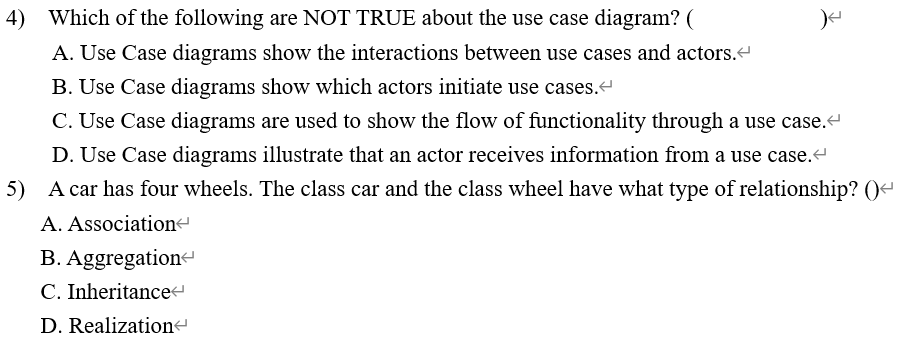 4) Which of the following are NOT TRUE about the use case diagram? ( )↵
A. Use Case diagrams show the interactions between use cases and actors.↵
B. Use Case diagrams show which actors initiate use cases.↵
C. Use Case diagrams are used to show the flow of functionality through a use case.↵
D. Use Case diagrams illustrate that an actor receives information from a use case.↵
5) A car has four wheels. The class car and the class wheel have what type of relationship? ()↵
A. Association↵
B. Aggregation↵
C. Inheritance↵
D. Realization↵